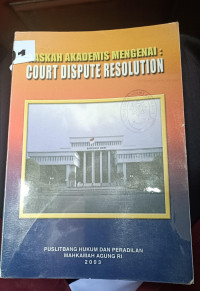 NASKAH AKADEMIS MENGENAI :
COURT DISPUTE RESOLUTION
PUSLITBANG HUKUM DAN PERADILAN
MAHKAMAH AGUNG RI
2003